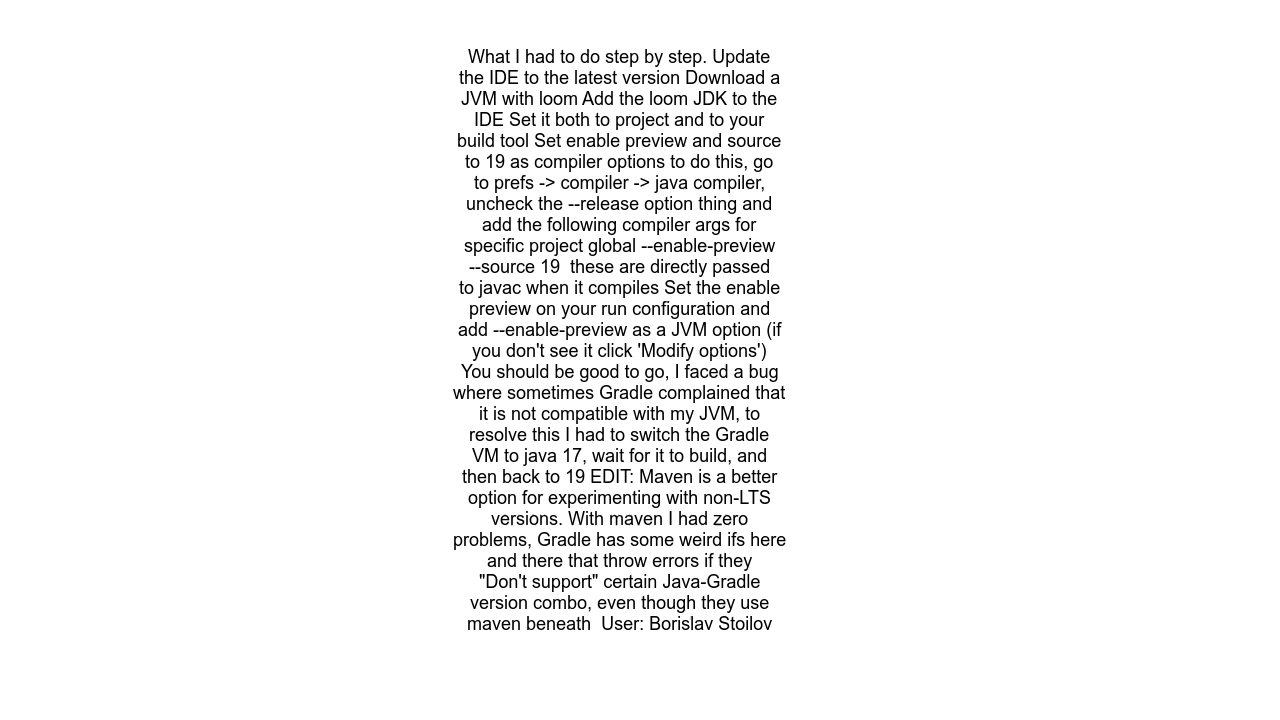 What I had to do step by step. Update
the IDE to the latest version Download a
JVM with loom Add the loom JDK to the
IDE Set it both to project and to your
build tool Set enable preview and source
to 19 as compiler options to do this, go
to prefs -> compiler -> java compiler,
uncheck the --release option thing and
add the following compiler args for
specific project global --enable-preview
--source 19  these are directly passed
to javac when it compiles Set the enable
preview on your run configuration and
add --enable-preview as a JVM option (if
you don't see it click 'Modify options')
You should be good to go, I faced a bug
where sometimes Gradle complained that
it is not compatible with my JVM, to
resolve this I had to switch the Gradle
VM to java 17, wait for it to build, and
then back to 19 EDIT: Maven is a better
option for experimenting with non-LTS
versions. With maven I had zero
problems, Gradle has some weird ifs here
and there that throw errors if they
"Don't support" certain Java-Gradle
version combo, even though they use
maven beneath  User: Borislav Stoilov